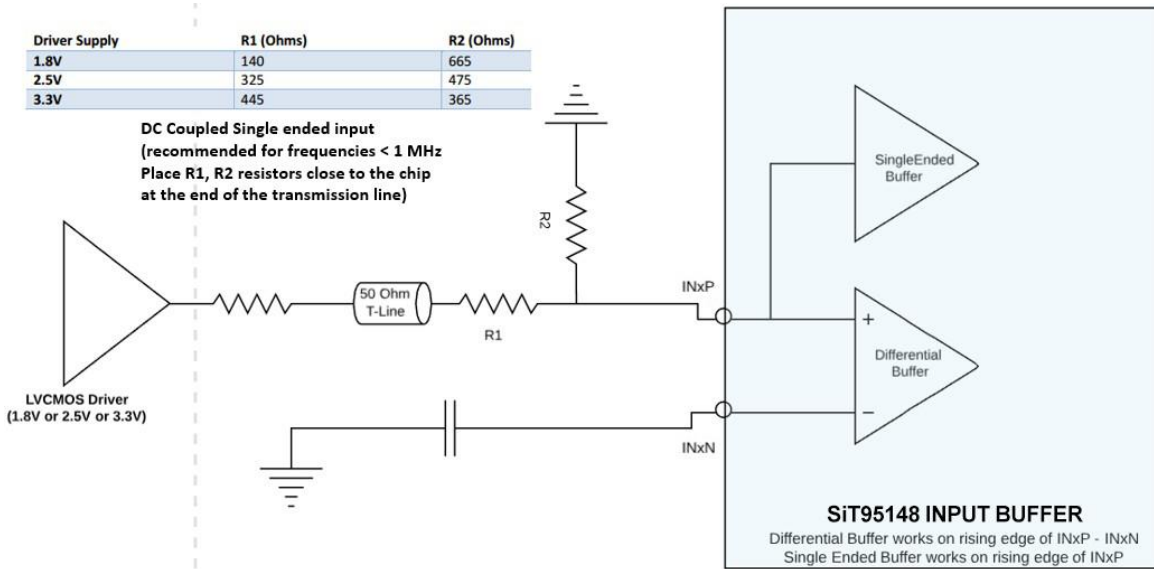 Driver Supply R1 (Ohms) R2 (Ohms)
1.8V 140 665
2.5V 325 475
3.3V 445 365
DC Coupled Single ended input
(recommended for frequencies < 1 MHz
Place R1, R2 resistors close to the chip
at the end of the transmission line)
SingleEnded
Buffer
R2
INxP
50 Ohm
T-Line
R1
+
Differential
Buffer
−
LVCMOS Driver
(1.8V or 2.5V or 3.3V)
INxN
SiT95148 INPUT BUFFER
Differential Buffer works on rising edge of INxP - INxN
Single Ended Buffer works on rising edge of INxP